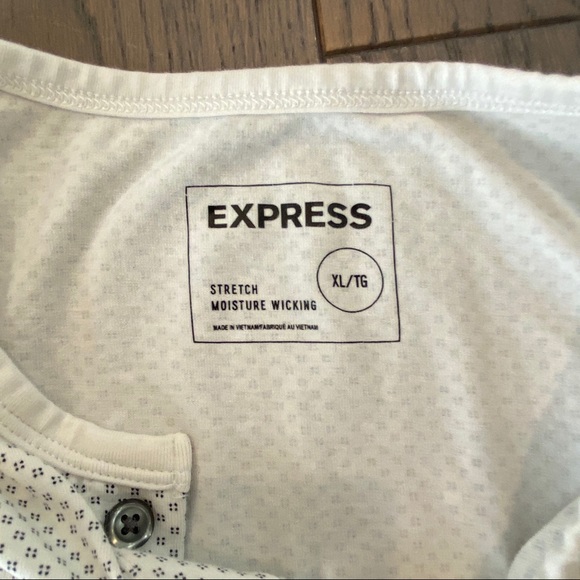 EXPRESS
XL/TG
STRETCH
MOISTURE WICKING
MADE IN VIETNAM/FABRIQUÉ AU VIETNAM